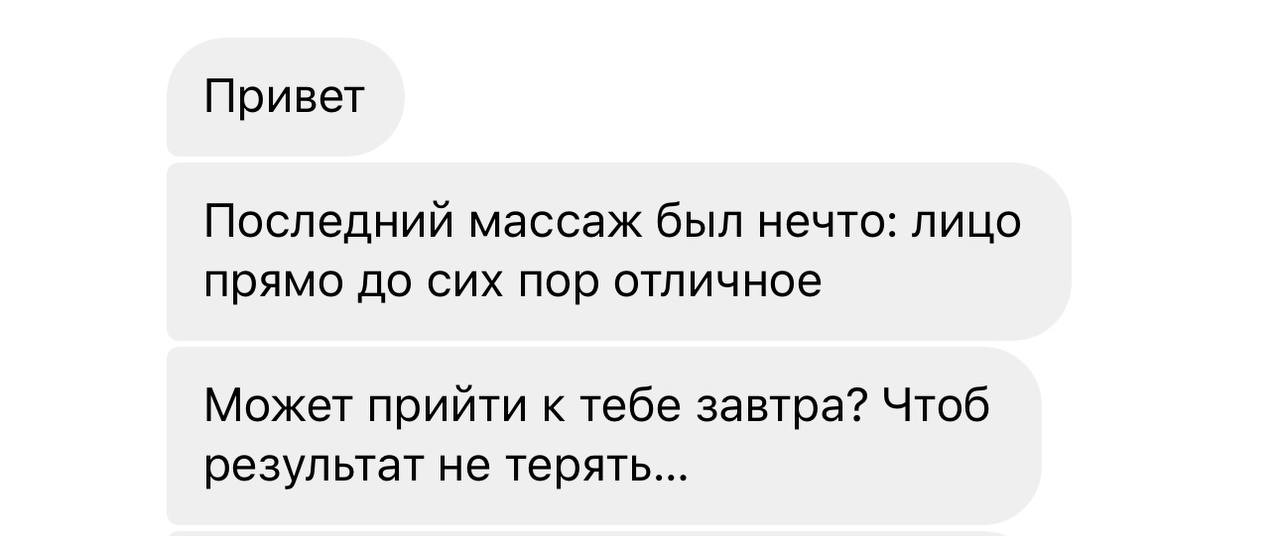 Привет
Последний массаж был нечто: лицо
прямо до сих пор отличное
Может прийти к тебе завтра? Чтоб
результат не терять...